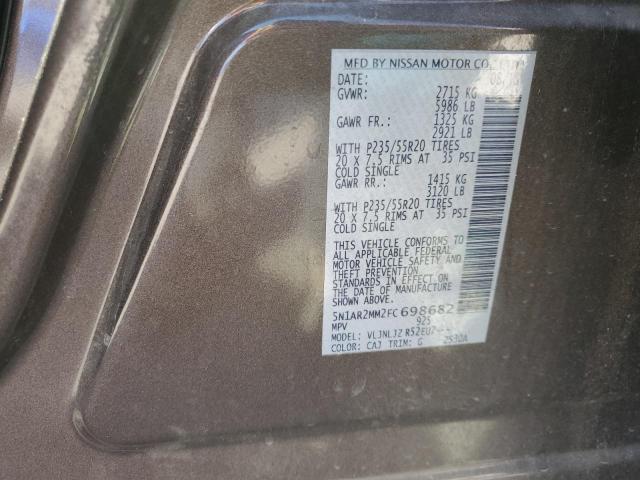 MFD BY NISSAN MOTOR CO.,LTD.
DATE:
GVWR: 2715 KG
5986 LB
GAWR FR.: 1325 KG
2921 LB
WITH P235/55R20 TIRES
20 X 7.5 RIMS AT 35 PSI
COLD SINGLE
GAWR RR.: 1415 KG
3120 LB
WITH P235/55R20 TIRES
20 X 7.5 RIMS AT 35 PSI
COLD SINGLE
THIS VEHICLE CONFORMS TO
ALL APPLICABLE FEDERAL
MOTOR VEHICLE SAFETY AND
THEFT PREVENTION
STANDARDS IN EFFECT ON
THE DATE OF MANUFACTURE
SHOWN ABOVE.
5N1AR2MM2FC698682
MPV 925
MODEL: VLJNLJZ R52EUZ
COLOR: CAJ TRIM: G 2530A